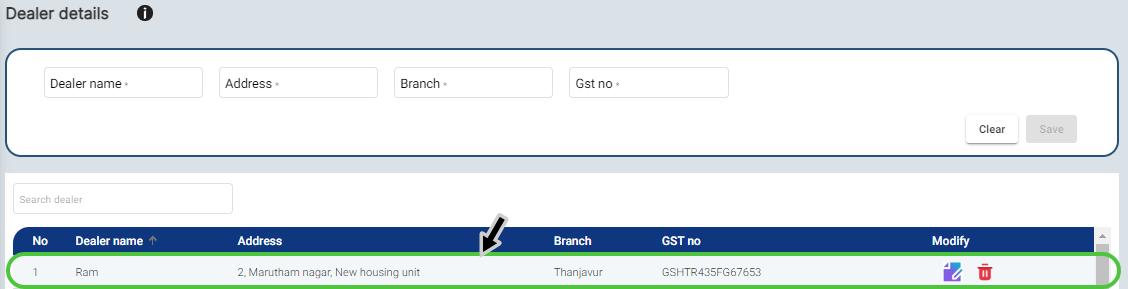 Dealer details
Dealer name * Address * Branch * Gst no *
Clear Save
Search dealer
No Dealer name Address Branch GST no Modify
1 Ram 2, Marutham nagar, New housing unit Thanjavur GSHTR435FG67653